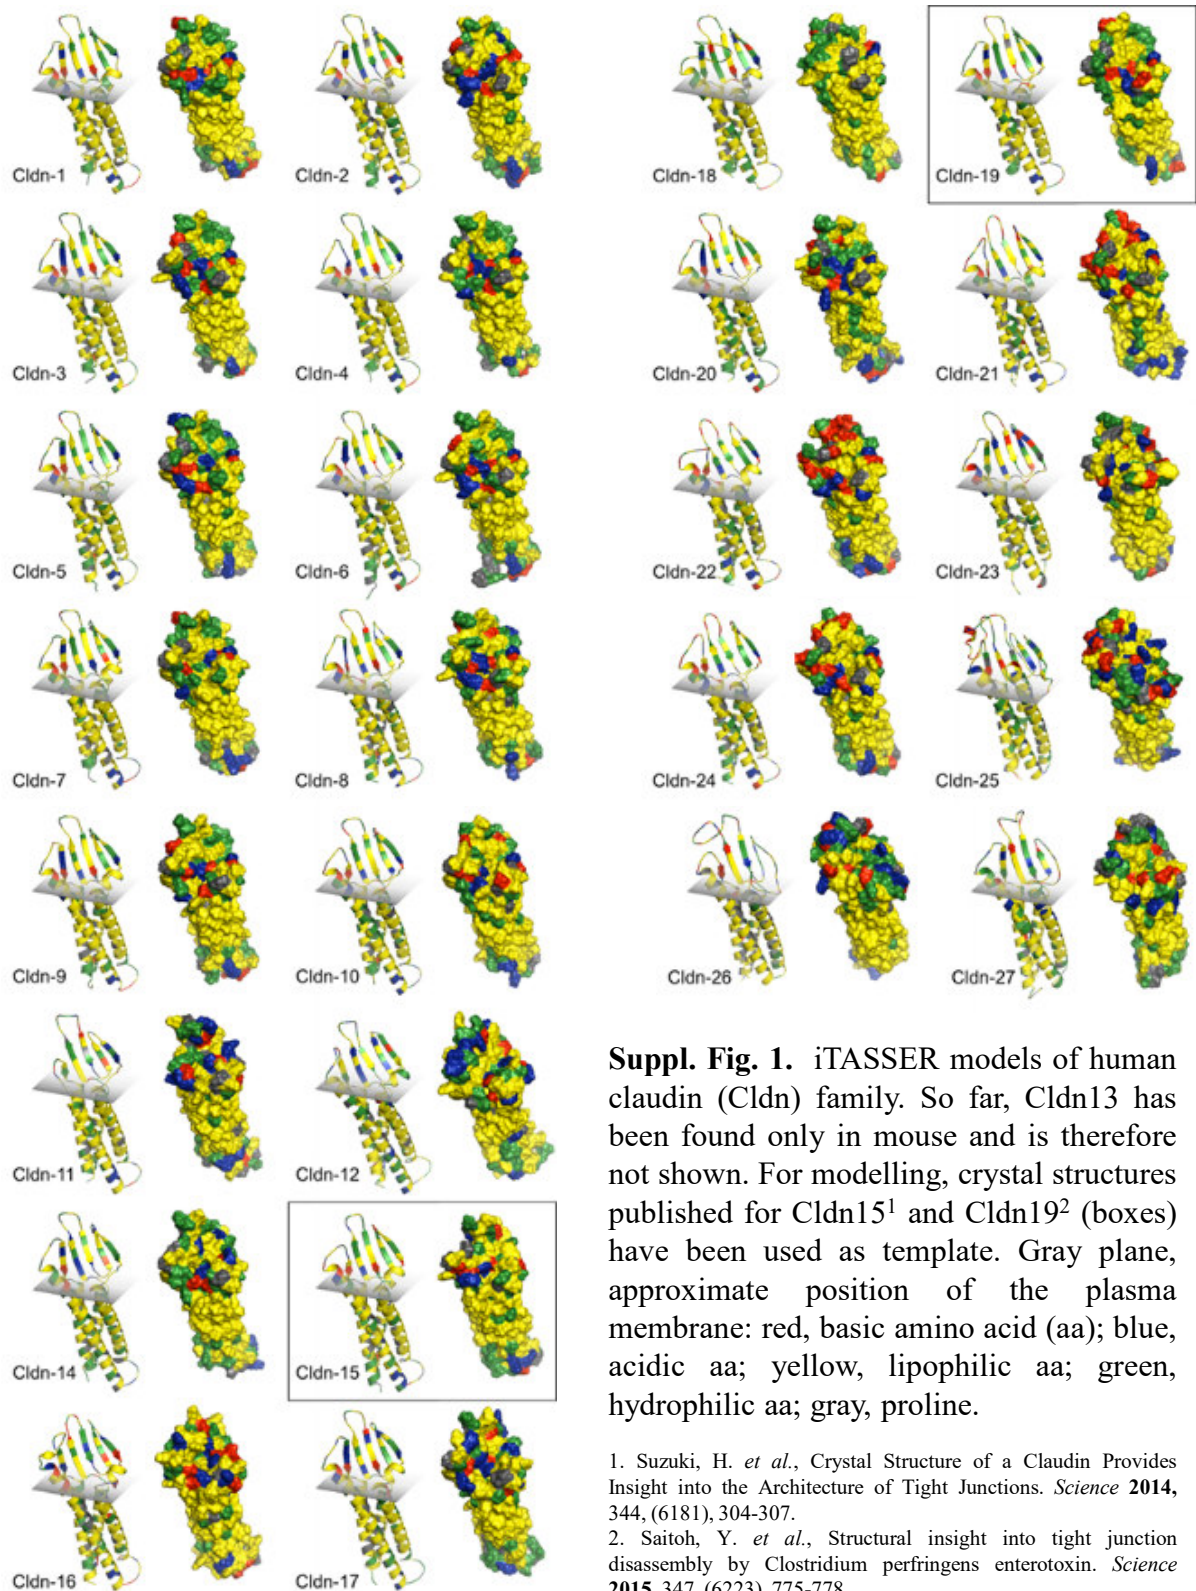 Cldn-1
Cldn-2
Cldn-18
Cldn-19
Cldn-3
Cldn-4
Cldn-20
Cldn-21
Cldn-5
Cldn-6
Cldn-22
Cldn-23
Cldn-7
Cldn-8
Cldn-24
Cldn-25
Cldn-9
Cldn-10
Cldn-26
Cldn-27
Cldn-11
Cldn-12
Cldn-14
Cldn-15
Cldn-16
Cldn-17
Suppl. Fig. 1. iTASSER models of human
claudin (Cldn) family. So far, Cldn13 has
been found only in mouse and is therefore
not shown. For modelling, crystal structures
published for Cldn15¹ and Cldn19² (boxes)
have been used as template. Gray plane,
approximate position of the plasma
membrane: red, basic amino acid (aa); blue,
acidic aa; yellow, lipophilic aa; green,
hydrophilic aa; gray, proline.
1. Suzuki, H. et al., Crystal Structure of a Claudin Provides
Insight into the Architecture of Tight Junctions. Science 2014,
344, (6181), 304-307.
2. Saitoh, Y. et al., Structural insight into tight junction
disassembly by Clostridium perfringens enterotoxin. Science
2015, 347, (6223), 775-778.